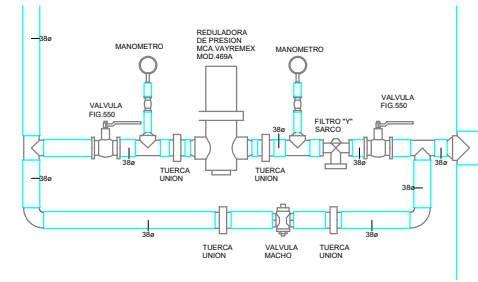 38ø
REDULADORA
DE PRESION
MCA.VAYREMEX
MOD.469A
MANOMETRO
MANOMETRO
VALVULA
FIG.550
VALVULA
FIG.550
FILTRO "Y"
SARCO
38ø
38ø
38ø
38ø
38ø
TUERCA
UNION
TUERCA
UNION
38ø
38ø
38ø
38ø
TUERCA
UNION
VALVULA
MACHO
TUERCA
UNION